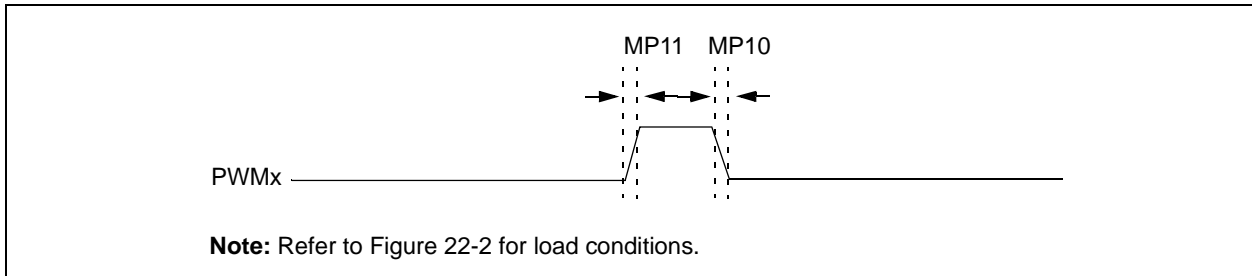 MP11 MP10
PWMx
Note: Refer to Figure 22-2 for load conditions.